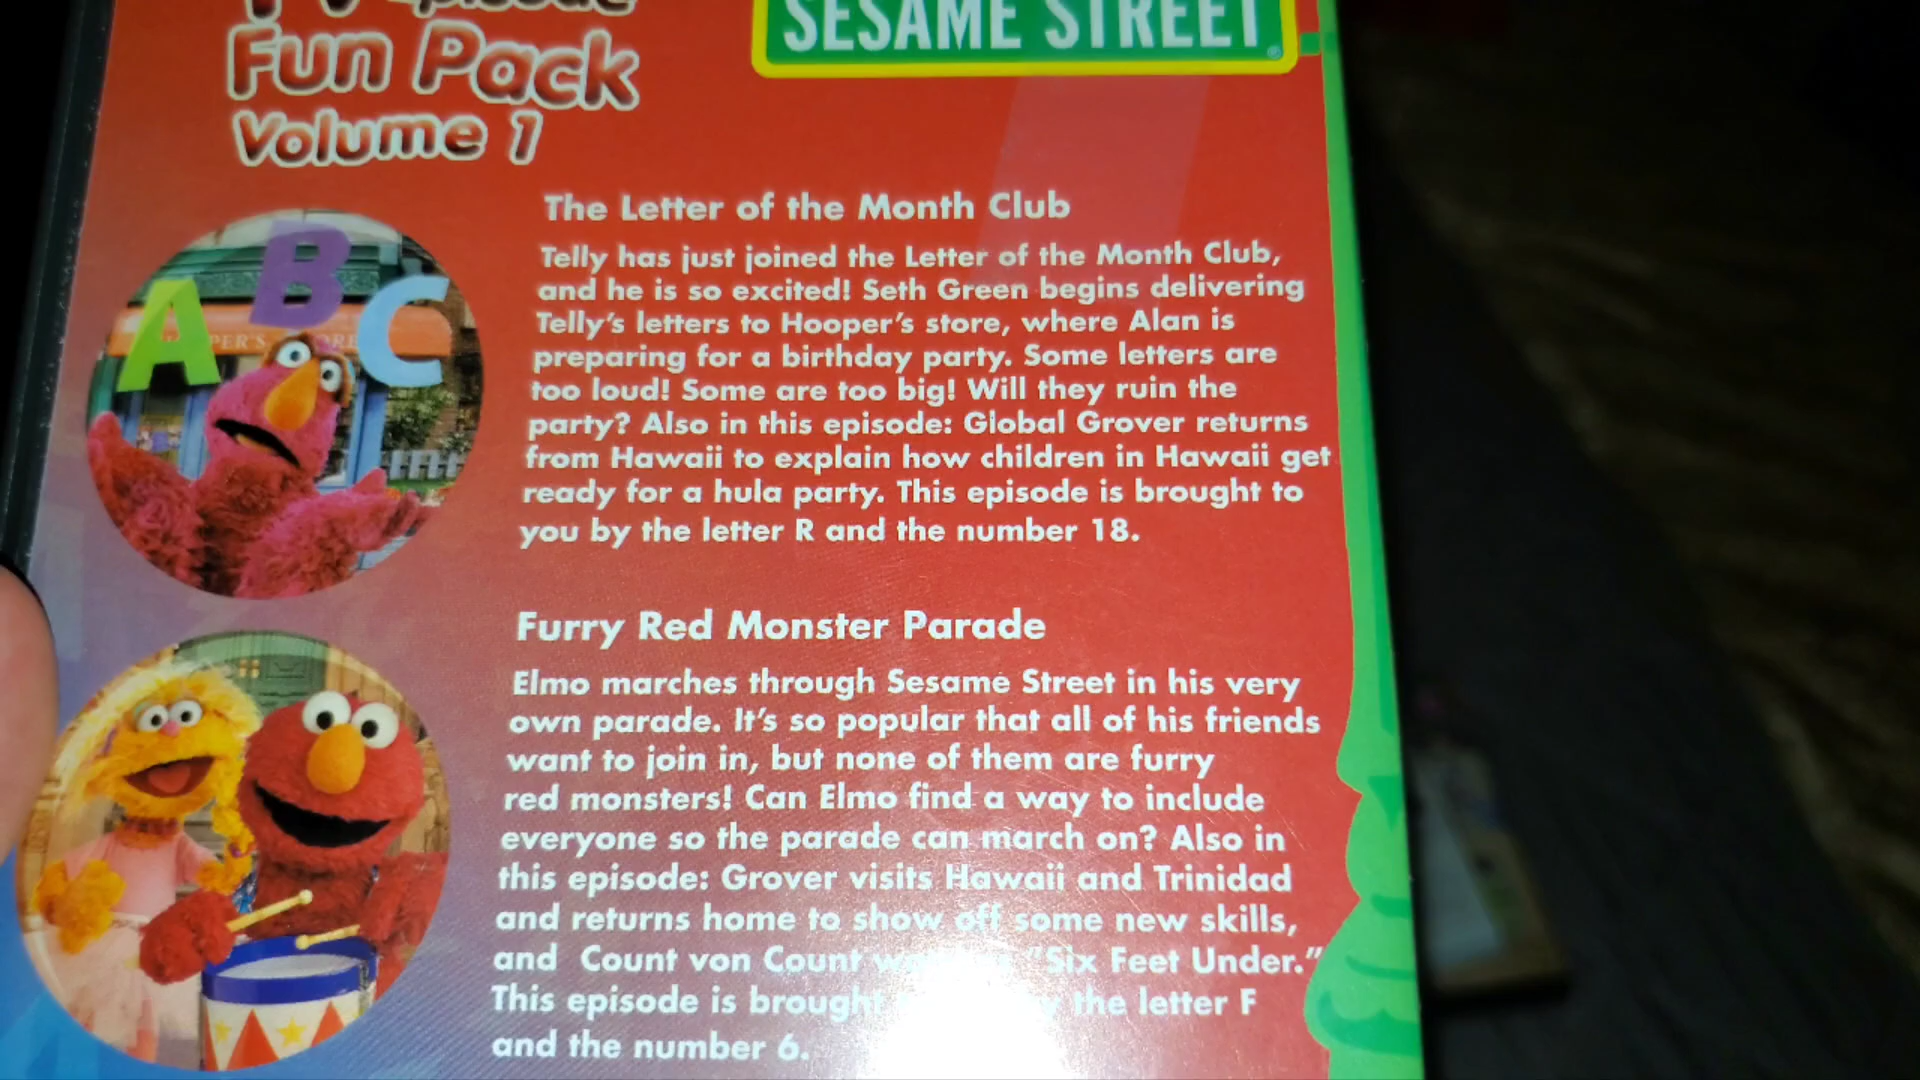 TV Episode
Fun Pack
Volume 1
SESAME STREET
The Letter of the Month Club
Telly has just joined the Letter of the Month Club,
and he is so excited! Seth Green begins delivering
Telly's letters to Hooper's store, where Alan is
preparing for a birthday party. Some letters are
too loud! Some are too big! Will they ruin the
party? Also in this episode: Global Grover returns
from Hawaii to explain how children in Hawaii get
ready for a hula party. This episode is brought to
you by the letter R and the number 18.
A B C
Furry Red Monster Parade
Elmo marches through Sesame Street in his very
own parade. It's so popular that all of his friends
want to join in, but none of them are furry
red monsters! Can Elmo find a way to include
everyone so the parade can march on? Also in
this episode: Grover visits Hawaii and Trinidad
and returns home to show off some new skills,
and Count von Count "Six Feet Under."
This episode is brought the letter F
and the number 6.